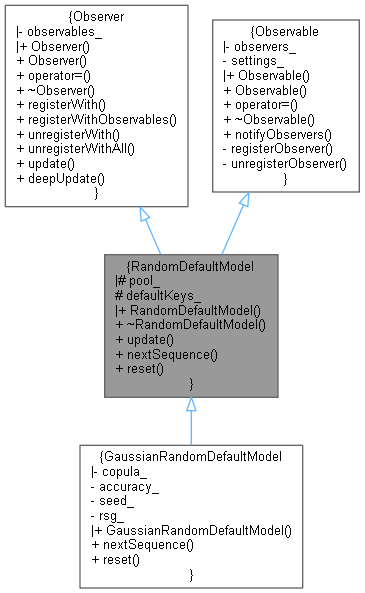 {Observer
|- observables_
|+ Observer()
+ Observer()
+ operator=()
+ ~Observer()
+ registerWith()
+ registerWithObservables()
+ unregisterWith()
+ unregisterWithAll()
+ update()
+ deepUpdate()
}
{Observable
|- observers_
- settings_
|+ Observable()
+ Observable()
+ operator=()
+ ~Observable()
+ notifyObservers()
- registerObserver()
- unregisterObserver()
}
{RandomDefaultModel
|# pool_
# defaultKeys_
|+ RandomDefaultModel()
+ ~RandomDefaultModel()
+ update()
+ nextSequence()
+ reset()
}
{GaussianRandomDefaultModel
|- copula_
- accuracy_
- seed_
- rsg_
|+ GaussianRandomDefaultModel()
+ nextSequence()
+ reset()
}